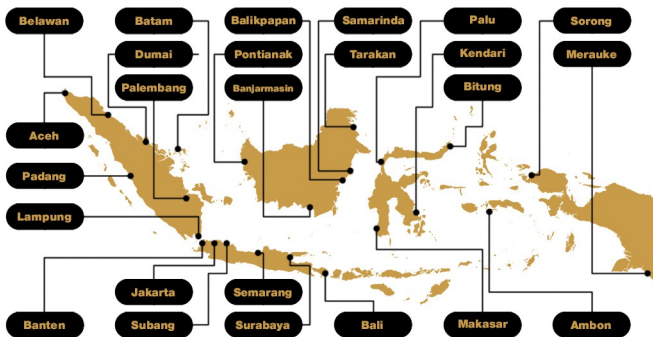 Belawan
Batam
Balikpapan
Samarinda
Palu
Sorong
Dumai
Pontianak
Tarakan
Kendari
Merauke
Palembang
Banjarmasin
Bitung
Aceh
Padang
Lampung
Jakarta
Semarang
Banten
Subang
Surabaya
Bali
Makasar
Ambon